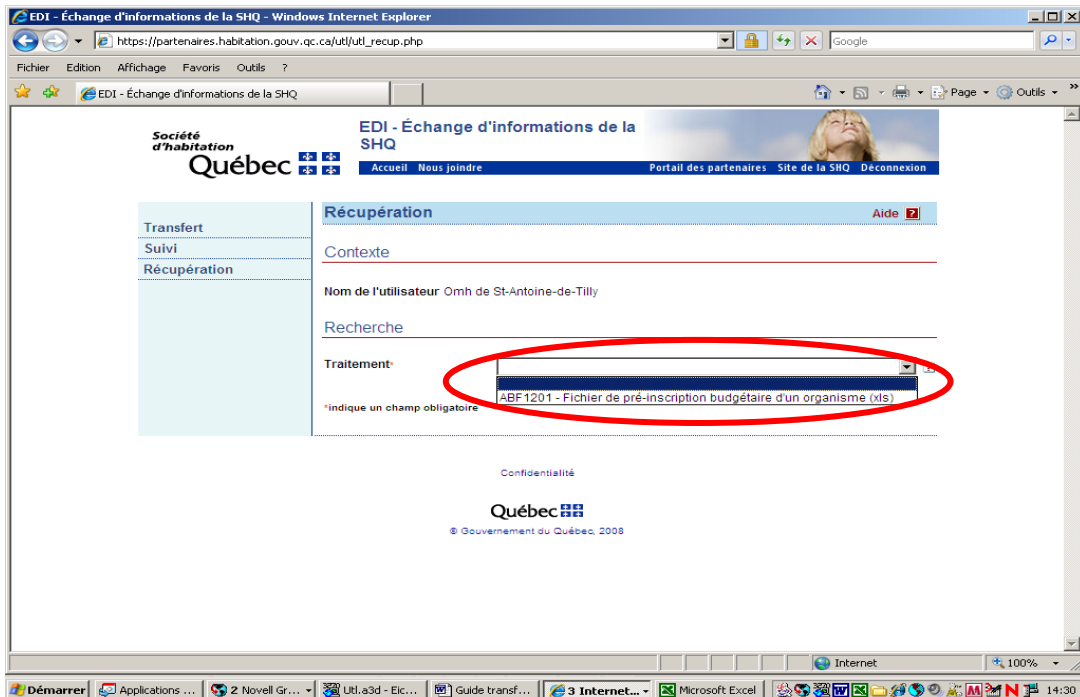 EDI - Échange d'informations de la SHQ - Windows Internet Explorer
https://partenaires.habitation.gouv.qc.ca/utl/utl_recup.php
Google
Fichier Edition Affichage Favoris Outils ?
EDI - Échange d'informations de la SHQ
Page Outils »
Société
d'habitation
Québec
EDI - Échange d'informations de la
SHQ
Accueil Nous joindre Portail des partenaires Site de la SHQ Déconnexion
Transfert
Suivi
Récupération
Récupération Aide ?
Contexte
Nom de l'utilisateur Omh de St-Antoine-de-Tilly
Recherche
Traitement*
ABF1201 - Fichier de pré-inscription budgétaire d'un organisme (xls)
*indique un champ obligatoire
Confidentialité
Québec
© Gouvernement du Québec, 2008
Internet 100%
Démarrer Applications ... 2 Novell Gr... Utl.a3d - Eic... Guide transf... 3 Internet... Microsoft Excel 14:30